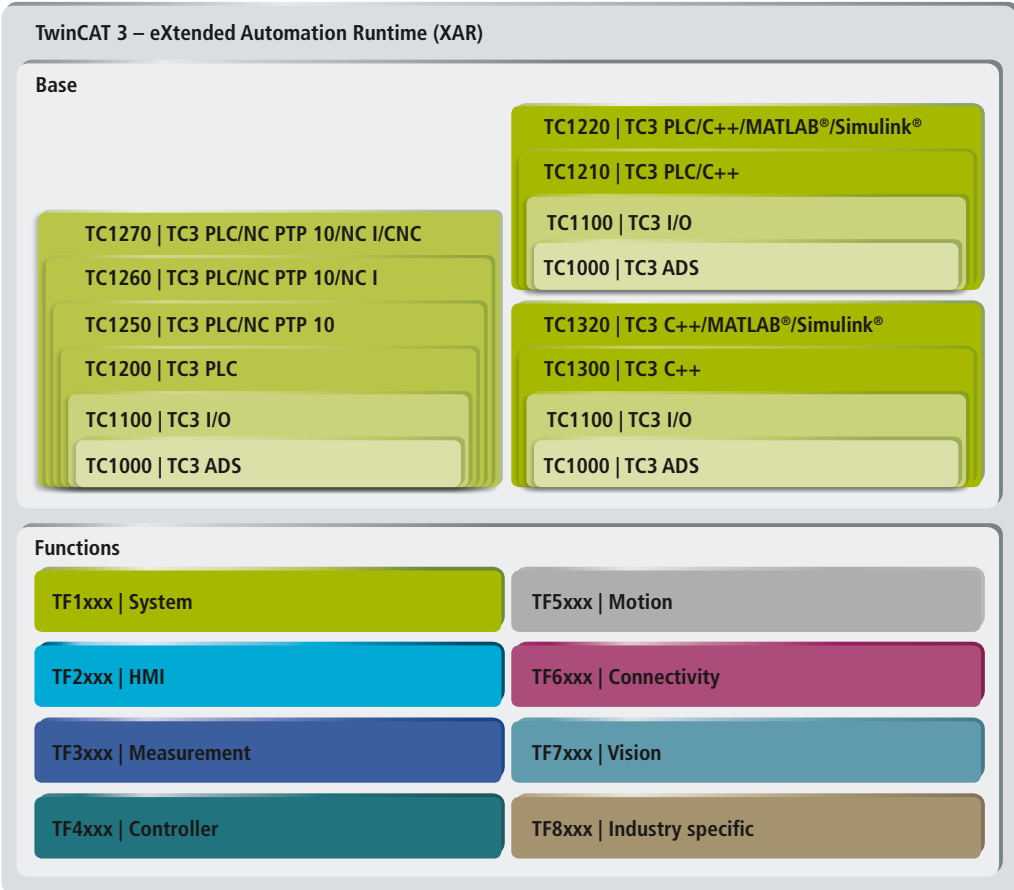 TwinCAT 3 – eXtended Automation Runtime (XAR)
Base
TC1270 | TC3 PLC/NC PTP 10/NC I/CNC
TC1260 | TC3 PLC/NC PTP 10/NC I
TC1250 | TC3 PLC/NC PTP 10
TC1200 | TC3 PLC
TC1100 | TC3 I/O
TC1000 | TC3 ADS
TC1220 | TC3 PLC/C++/MATLAB®/Simulink®
TC1210 | TC3 PLC/C++
TC1100 | TC3 I/O
TC1000 | TC3 ADS
TC1320 | TC3 C++/MATLAB®/Simulink®
TC1300 | TC3 C++
TC1100 | TC3 I/O
TC1000 | TC3 ADS
Functions
TF1xxx | System
TF2xxx | HMI
TF3xxx | Measurement
TF4xxx | Controller
TF5xxx | Motion
TF6xxx | Connectivity
TF7xxx | Vision
TF8xxx | Industry specific